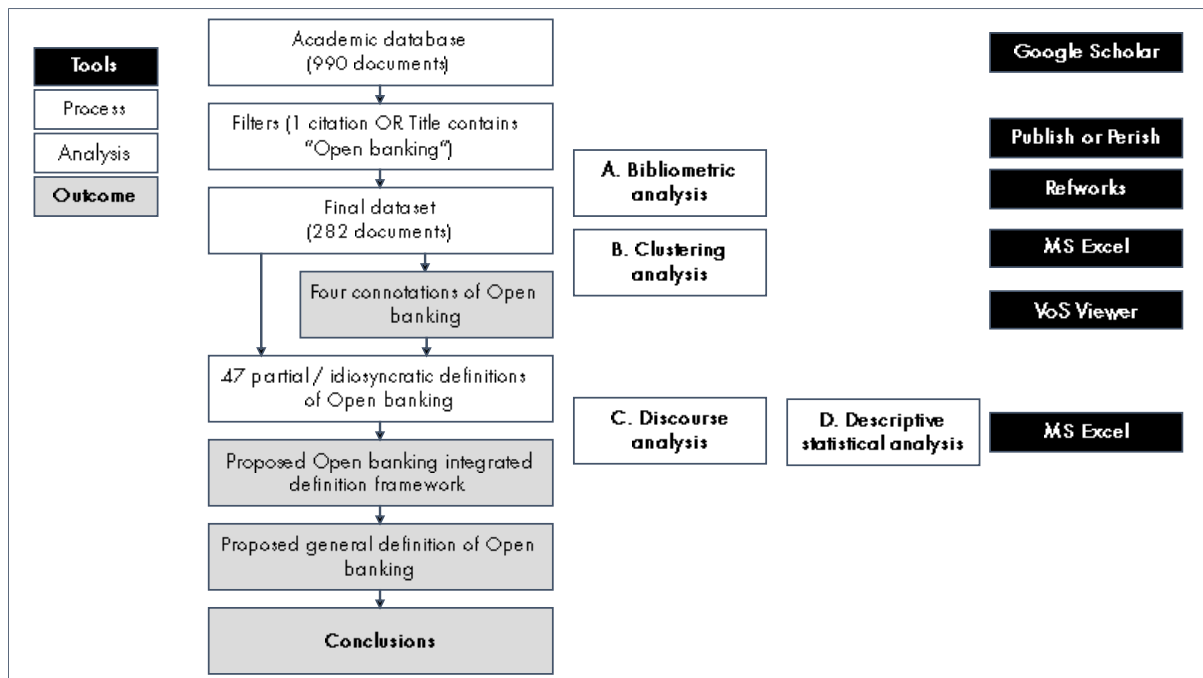 Tools
Process
Analysis
Outcome
Academic database
(990 documents)
Filters (1 citation OR Title contains
“Open banking”)
Final dataset
(282 documents)
Four connotations of Open
banking
47 partial / idiosyncratic definitions
of Open banking
Proposed Open banking integrated
definition framework
Proposed general definition of Open
banking
Conclusions
A. Bibliometric
analysis
B. Clustering
analysis
C. Discourse
analysis
D. Descriptive
statistical analysis
Google Scholar
Publish or Perish
Refworks
MS Excel
VoS Viewer
MS Excel